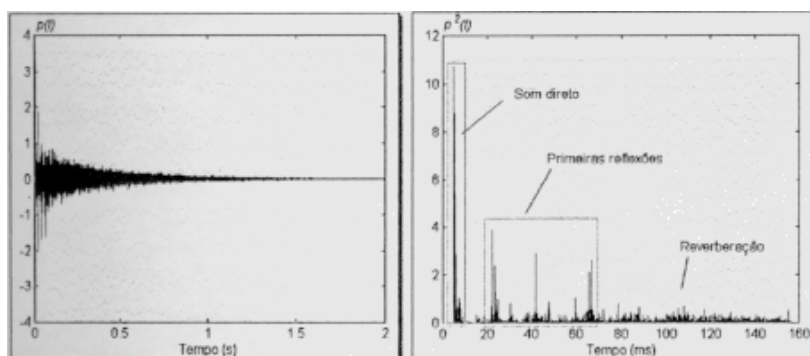 p(t)
4
3
2
1
0
-1
-2
-3
-4
0 0 5 1 1 5 2
Tempo (s)
p²(t)
12
10
8
6
4
2
0
0 20 40 60 80 100 120 140 160
Tempo (ms)
Som direto
Primeiras reflexões
Reverberação